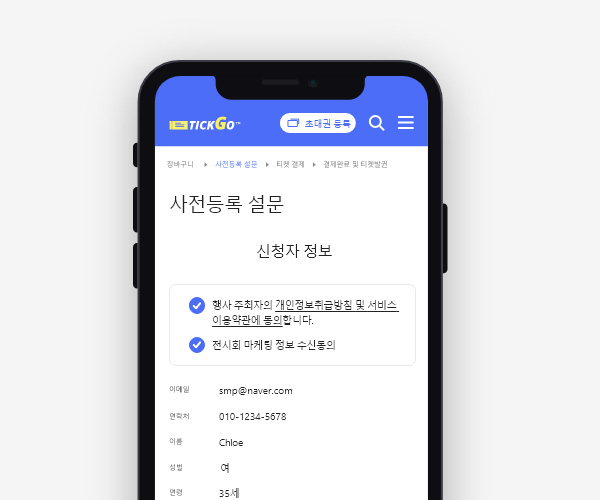 TICKGO™ 초대권 등록
장바구니 ▸ 사전등록 설문 ▸ 티켓 결제 ▸ 결제완료 및 티켓발권
사전등록 설문
신청자 정보
행사 주최자의 개인정보취급방침 및 서비스
이용약관에 동의합니다.
전시회 마케팅 정보 수신동의
이메일 smp@naver.com
연락처 010-1234-5678
이름 Chloe
성별 여
연령 35세